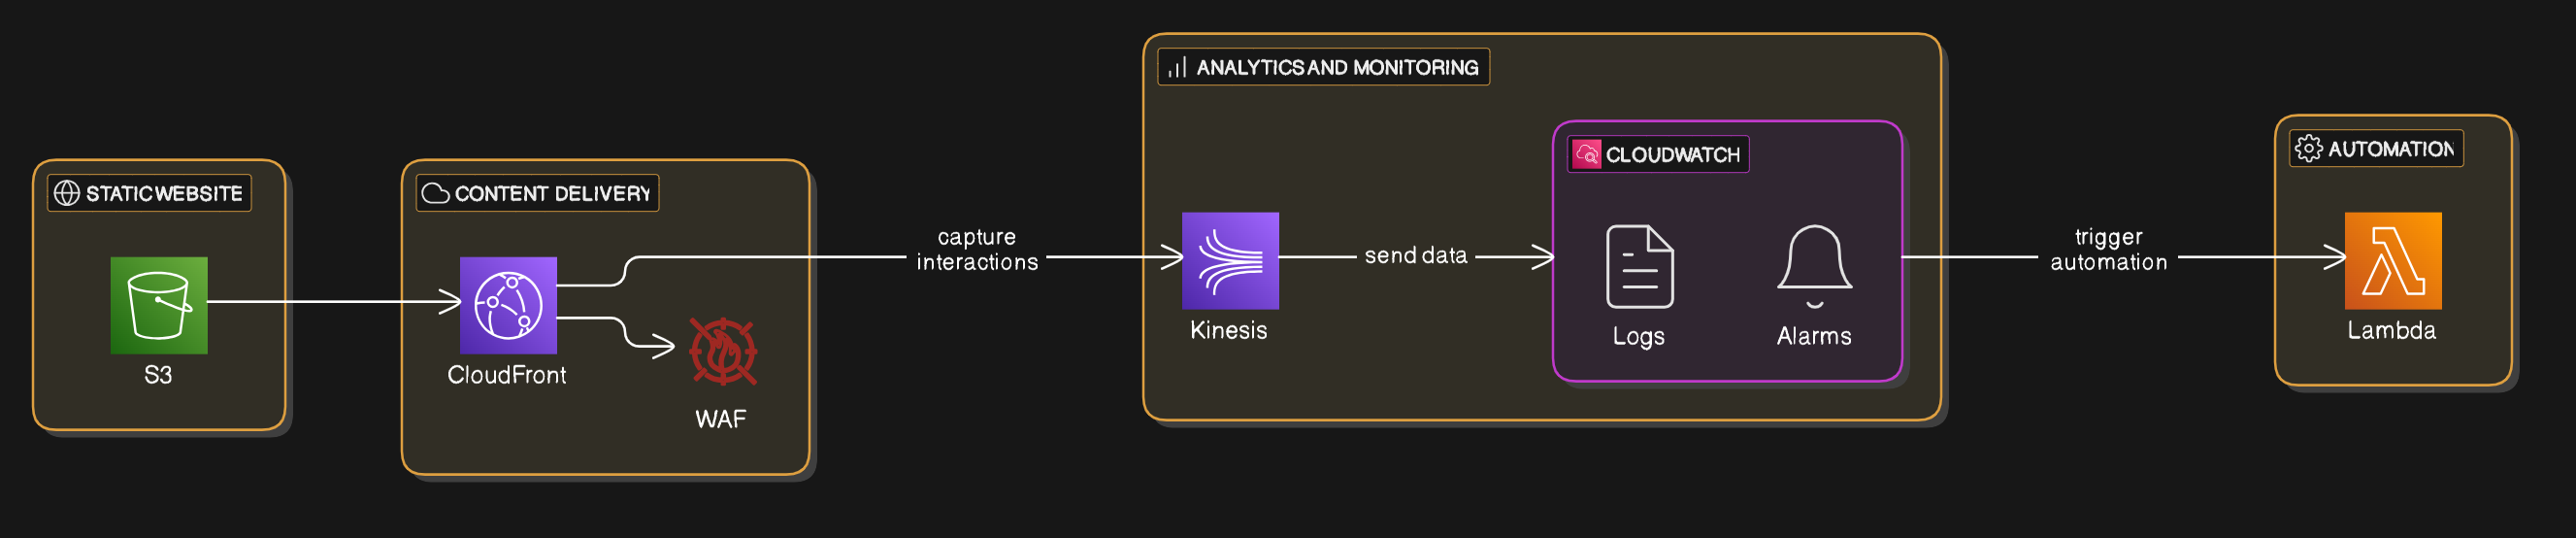 STATIC WEBSITE
S3
CONTENT DELIVERY
CloudFront
WAF
capture
interactions
ANALYTICS AND MONITORING
Kinesis
send data
CLOUDWATCH
Logs
Alarms
trigger
automation
AUTOMATION
Lambda